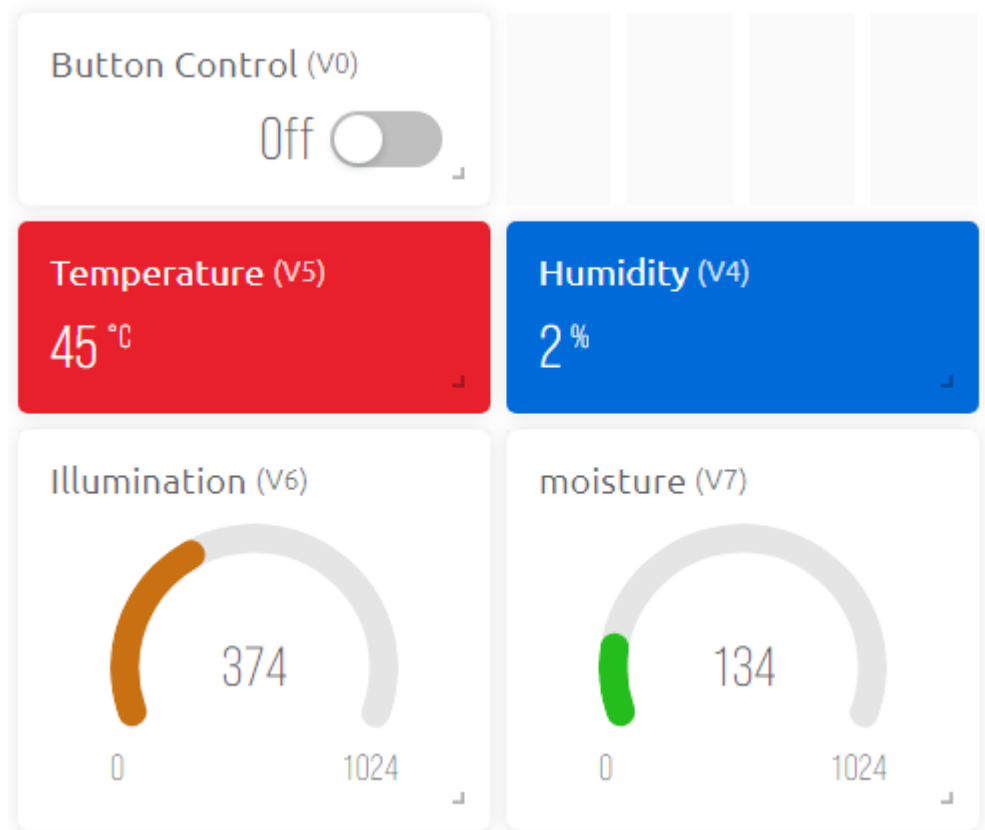 Button Control (V0)
Off
Temperature (V5)
45 °C
Humidity (V4)
2 %
Illumination (V6)
374
0 1024
moisture (V7)
134
0 1024